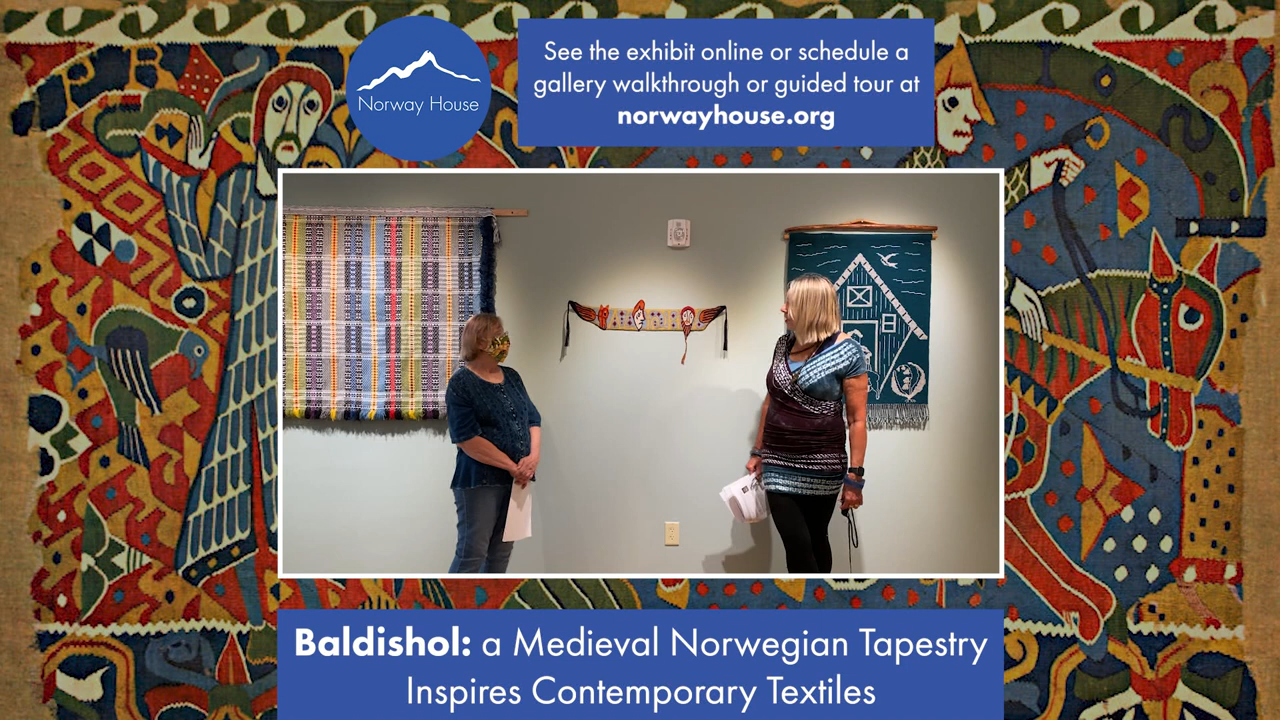 Norway House
See the exhibit online or schedule a
gallery walkthrough or guided tour at
norwayhouse.org
Baldishol: a Medieval Norwegian Tapestry
Inspires Contemporary Textiles